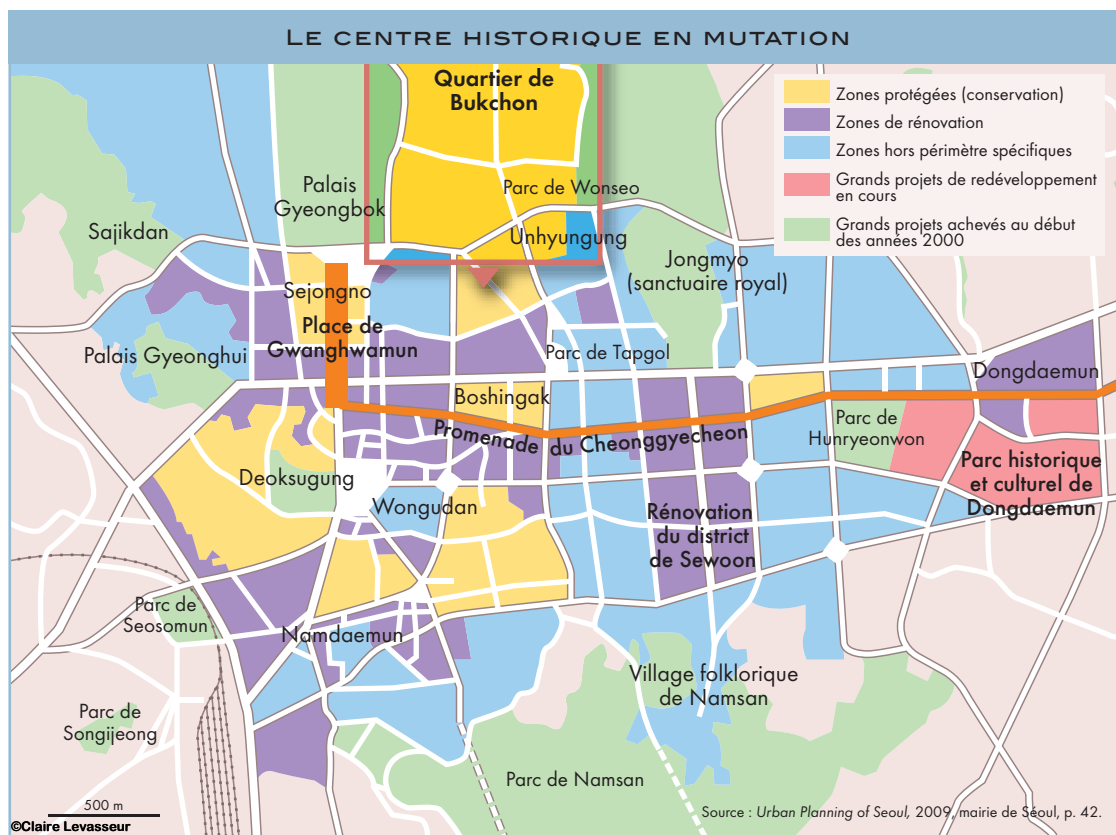 LE CENTRE HISTORIQUE EN MUTATION
Quartier de
Bukchon
Zones protégées (conservation)
Zones de rénovation
Zones hors périmètre spécifiques
Grands projets de redéveloppement
en cours
Grands projets achevés au début
des années 2000
Palais
Gyeongbok
Parc de Wonseo
Sajikdan
Unhyungung
Jongmyo
(sanctuaire royal)
Sejongno
Place de
Gwanghwamun
Palais Gyeonghui
Parc de Tapgol
Dongdaemun
Boshingak
Parc de
Hunryeonwon
Promenade du Cheonggyecheon
Parc historique
et culturel de
Dongdaemun
Deoksugung
Wongudan
Rénovation
du district
de Sewoon
Parc de
Seosomun
Namdaemun
Village folklorique
de Namsan
Parc de
Songijeong
Parc de Namsan
500 m
Source : Urban Planning of Seoul, 2009, mairie de Séoul, p. 42.
©Claire Levasseur